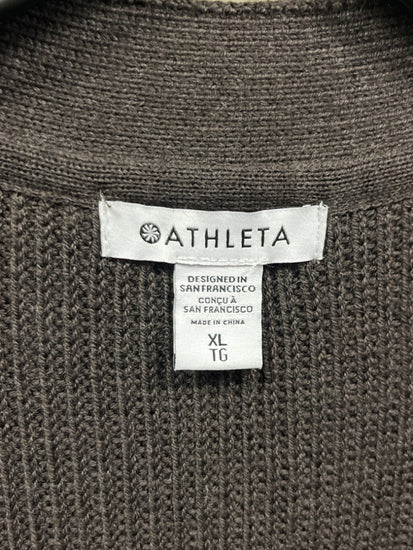 ATHLETA
DESIGNED IN
SAN FRANCISCO
CONÇU À
SAN FRANCISCO
MADE IN CHINA
XL
TG